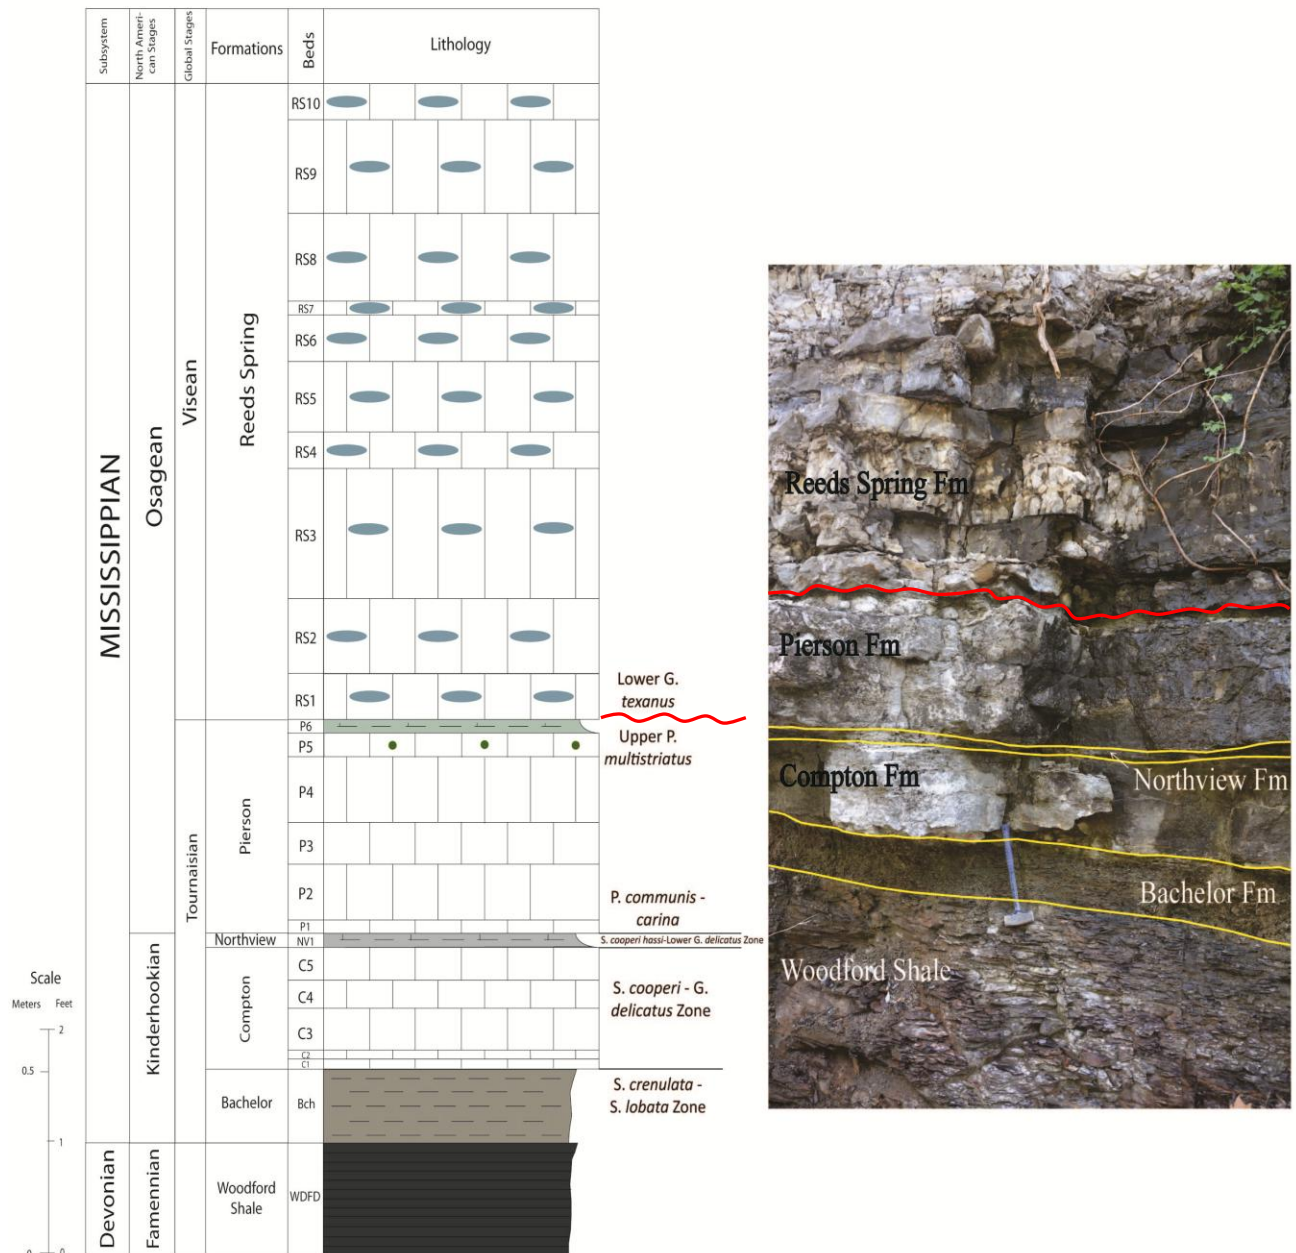 Subsystem
North Ameri-
can Stages
Global Stages
Formations
Beds
Lithology
MISSISSIPPIAN
Osagean
Kinderhookian
Visean
Tournaisian
Reeds Spring
RS10
RS9
RS8
RS7
RS6
RS5
RS4
RS3
RS2
RS1
Pierson
P6
P5
P4
P3
P2
P1
Northview
NV1
Compton
C5
C4
C3
C2
C1
Bachelor
Bch
Devonian
Famennian
Woodford
Shale
WDFD
Lower G.
texanus
Upper P.
multistriatus
P. communis -
carina
S. cooperi hassi-Lower G. delicatus Zone
S. cooperi - G.
delicatus Zone
S. crenulata -
S. lobata Zone
Scale
Meters Feet
2
0.5
1
0 0
Reeds Spring Fm
Pierson Fm
Compton Fm
Northview Fm
Bachelor Fm
Woodford Shale